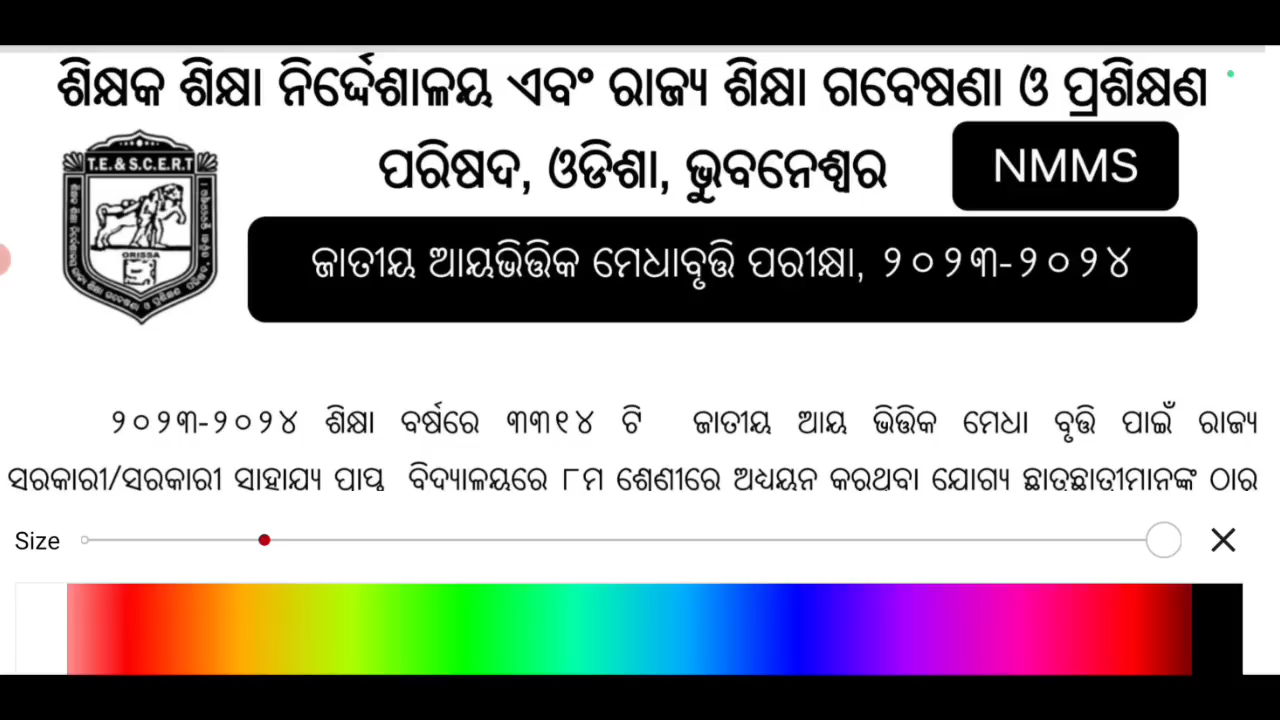 ଶିକ୍ଷକ ଶିକ୍ଷା ନିର୍ଦ୍ଦେଶାଳୟ ଏବଂ ରାଜ୍ୟ ଶିକ୍ଷା ଗବେଷଣା ଓ ପ୍ରଶିକ୍ଷଣ
ପରିଷଦ, ଓଡିଶା, ଭୁବନେଶ୍ୱର
NMMS
T.E. & S.C.E.R.T
ORISSA
ଜାତୀୟ ଆୟଭିତ୍ତିକ ମେଧାବୃତ୍ତି ପରୀକ୍ଷା, ୨୦୨୩-୨୦୨୪
୨୦୨୩-୨୦୨୪ ଶିକ୍ଷା ବର୍ଷରେ ୩୩୧୪ ଟି ଜାତୀୟ ଆୟ ଭିତ୍ତିକ ମେଧା ବୃତ୍ତି ପାଇଁ ରାଜ୍ୟ
ସରକାରୀ/ସରକାରୀ ସାହାଯ୍ୟ ପ୍ରାପ୍ତ ବିଦ୍ୟାଳୟରେ ୮ମ ଶ୍ରେଣୀରେ ଅଧ୍ୟୟନ କରୁଥିବା ଯୋଗ୍ୟ ଛାତ୍ରଛାତ୍ରୀମାନଙ୍କ ଠାରୁ
Size